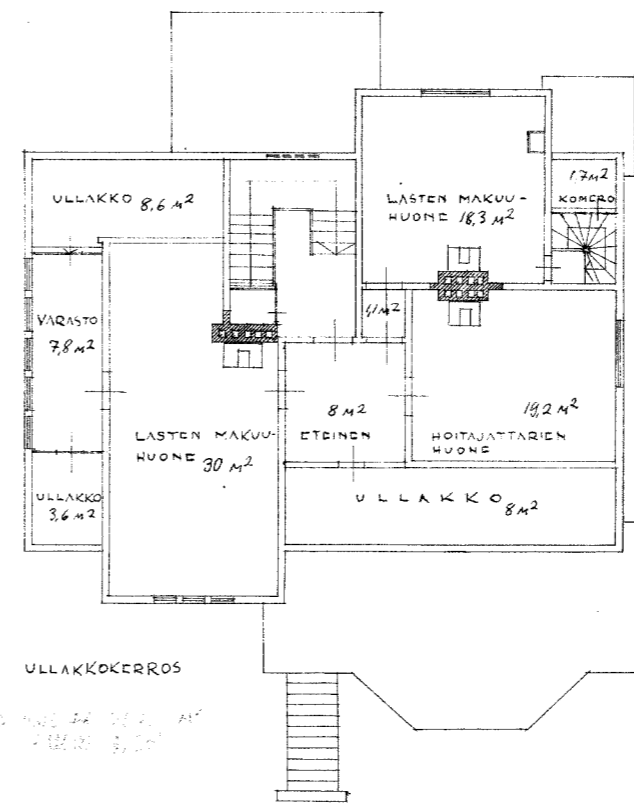 1,7 M²
KOMERO
ULLAKKO 8,6 M²
LASTEN MAKUU-
HUONE 18,3 M²
VARASTO
7,8 M²
1,1 M²
8 M²
ETEINEN
19,2 M²
HOITAJATTARIEN
HUONE
LASTEN MAKUU-
HUONE 30 M²
ULLAKKO
3,6 M²
ULLAKKO 8 M²
ULLAKKOKERROS
M²